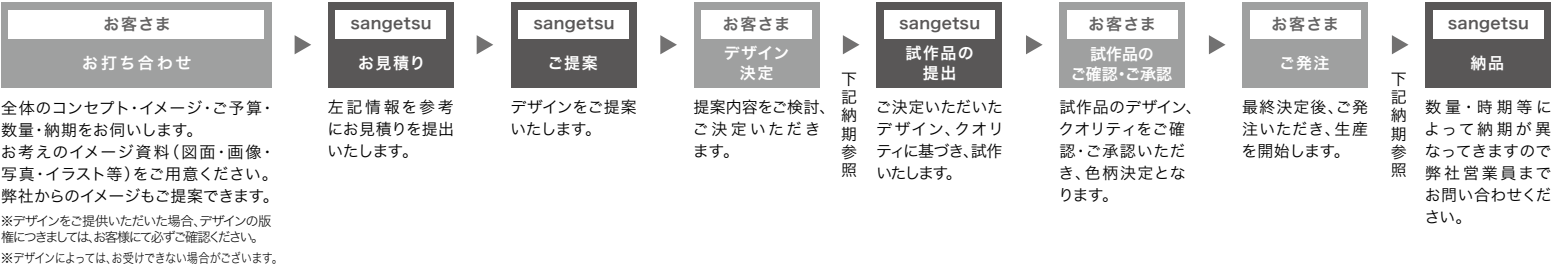 お客さま
お打ち合わせ
全体のコンセプト・イメージ・ご予算・
数量・納期をお伺いします。
お考えのイメージ資料（図面・画像・
写真・イラスト等）をご用意ください。
弊社からのイメージもご提案できます。
※デザインをご提供いただいた場合、デザインの版
権につきましては、お客様にて必ずご確認ください。
※デザインによっては、お受けできない場合がございます。
sangetsu
お見積り
左記情報を参考
にお見積りを提出
いたします。
sangetsu
ご提案
デザインをご提案
いたします。
お客さま
デザイン
決定
提案内容をご検討、
ご決定いただき
ます。
下記納期参照
sangetsu
試作品の
提出
ご決定いただいた
デザイン、クオリ
ティに基づき、試作
いたします。
お客さま
試作品の
ご確認・ご承認
試作品のデザイン、
クオリティをご確
認・ご承認いただ
き、色柄決定とな
ります。
お客さま
ご発注
最終決定後、ご発
注いただき、生産
を開始します。
下記納期参照
sangetsu
納品
数量・時期等に
よって納期が異
なってきますので
弊社営業員まで
お問い合わせくだ
さい。